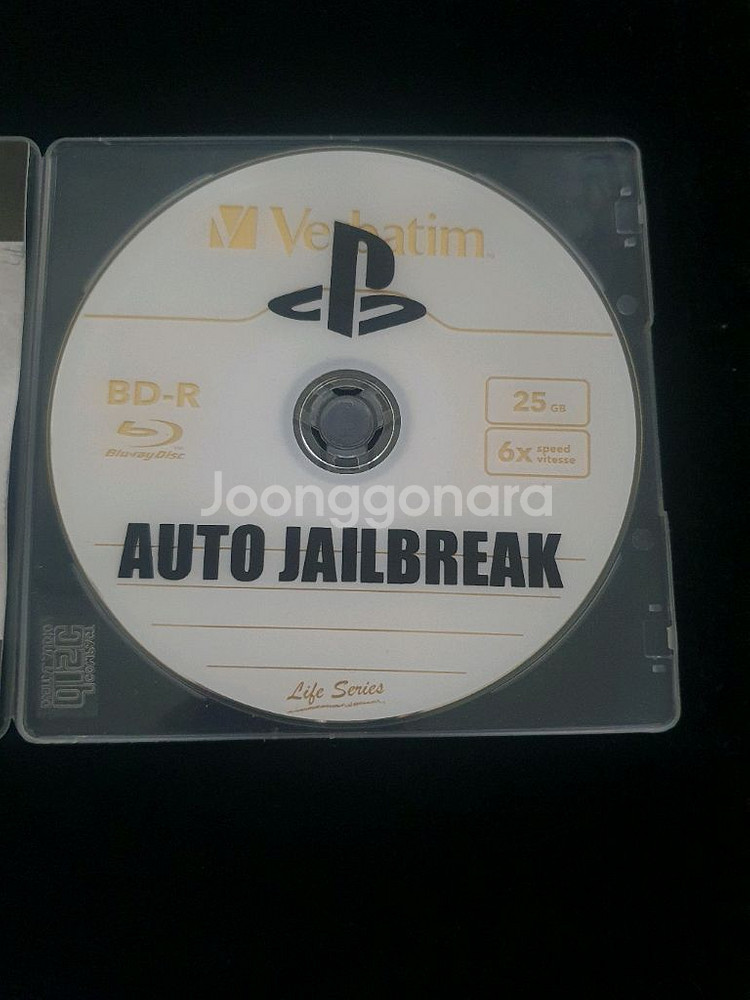 Verbatim
BD-R
25 GB
Blu-ray Disc
6x speed
vitesse
Joonggonara
AUTO JAILBREAK
Life Series